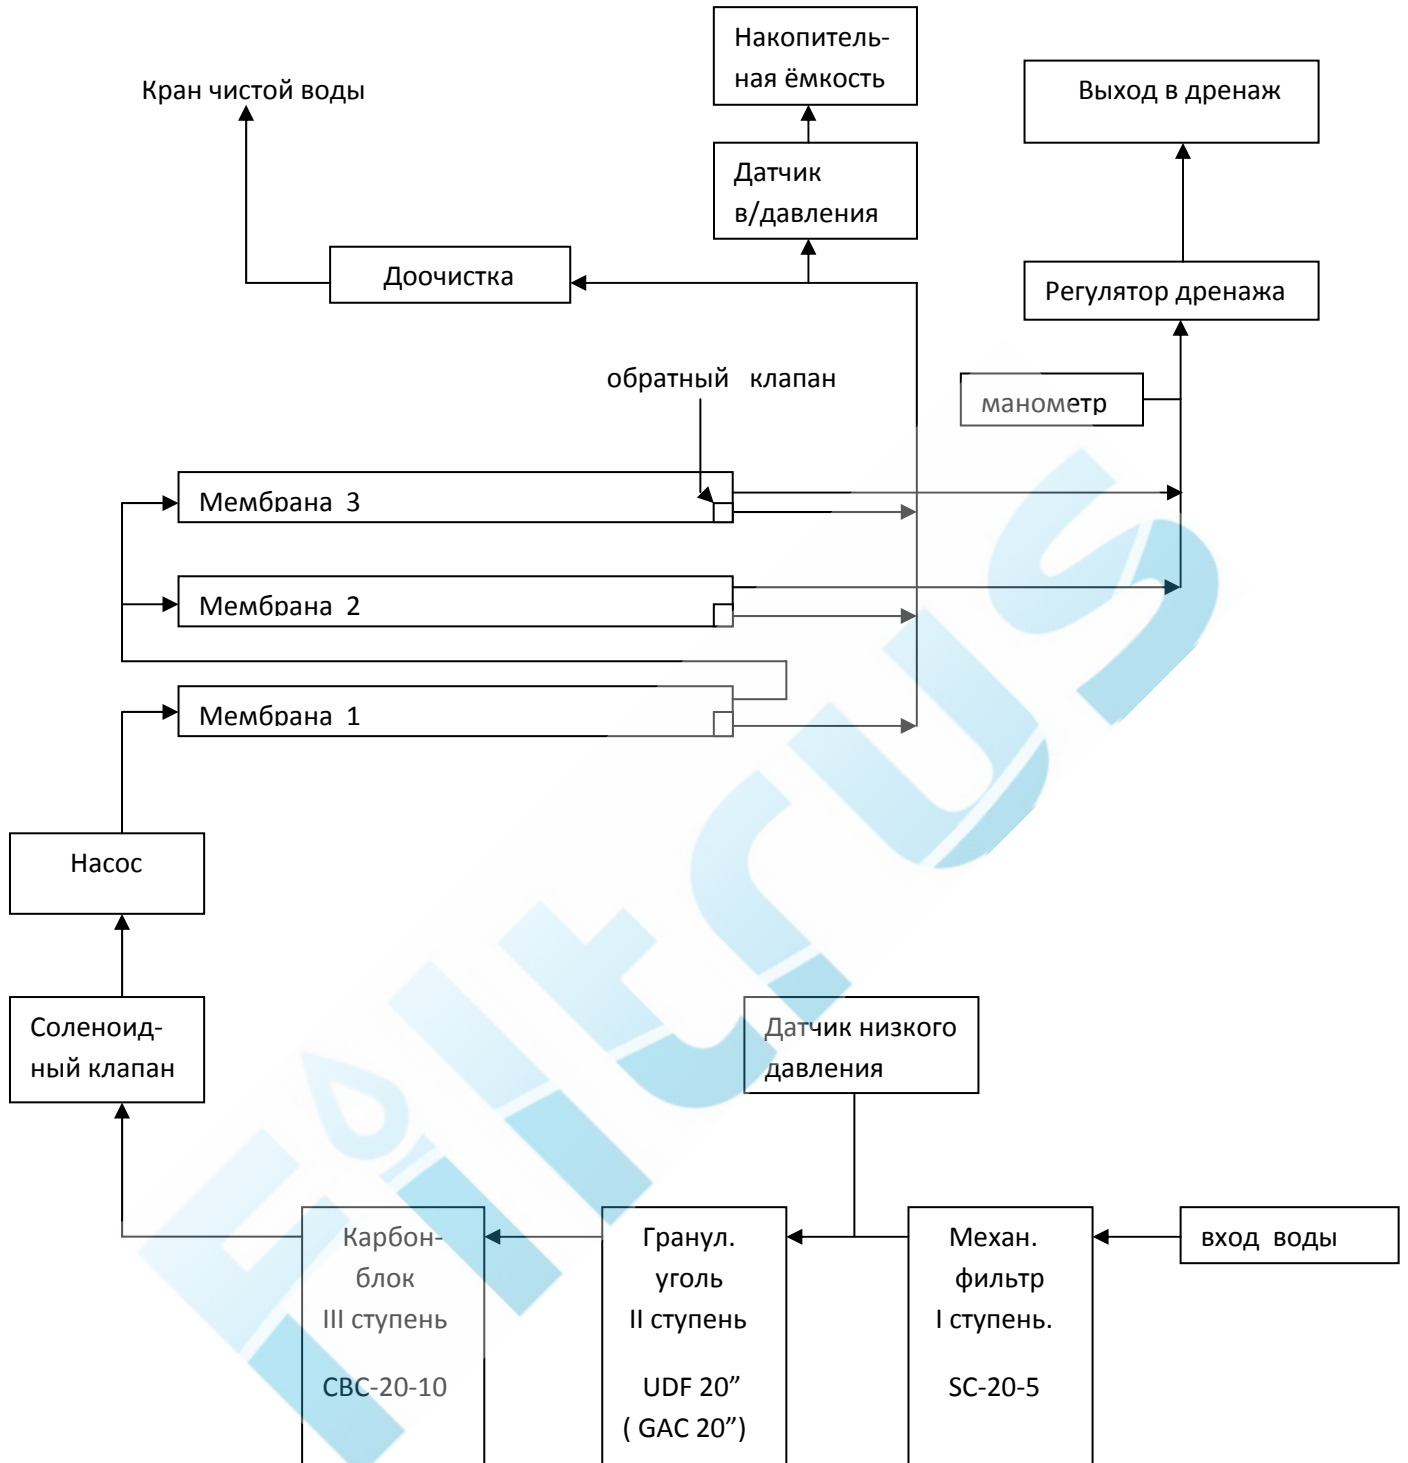 Накопитель-
ная ёмкость
Кран чистой воды
Выход в дренаж
Датчик
в/давления
Доочистка
Регулятор дренажа
обратный клапан
манометр
Мембрана 3
Мембрана 2
Мембрана 1
Насос
Соленоид-
ный клапан
Датчик низкого
давления
Карбон-
блок
III ступень
CBC-20-10
Гранул.
уголь
II ступень
UDF 20”
( GAC 20”)
Механ.
фильтр
I ступень.
SC-20-5
вход воды
Filtrus